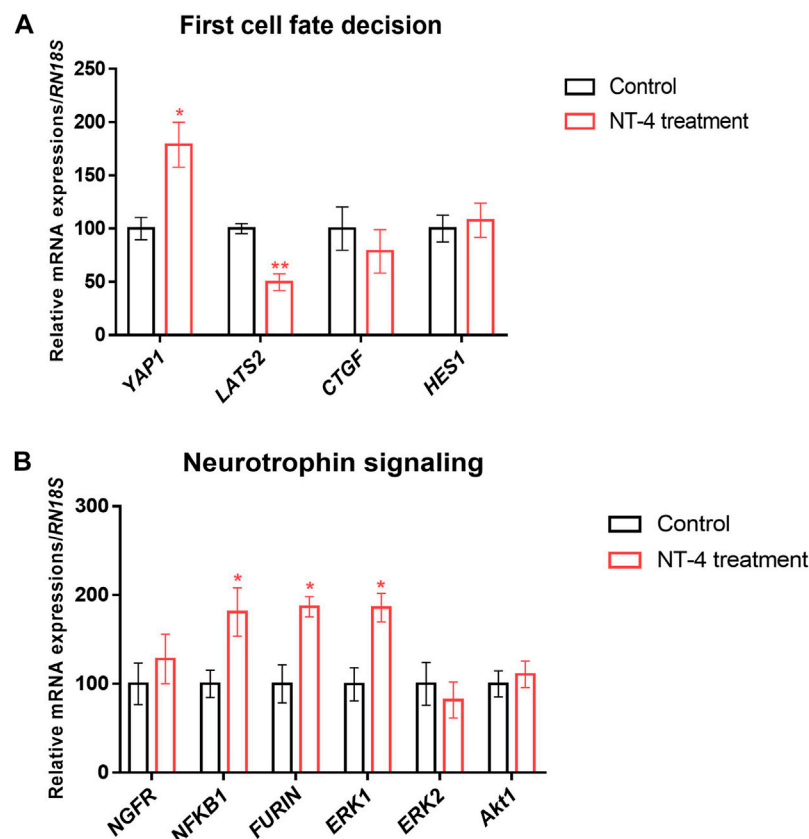 A
First cell fate decision
Relative mRNA expressions/RN18S
250
200
150
100
50
0
*
**
YAP1
LATS2
CTGF
HES1
Control
NT-4 treatment
B
Neurotrophin signaling
Relative mRNA expressions/RN18S
300
200
100
0
*
*
*
NGFR
NFKB1
FURIN
ERK1
ERK2
Akt1
Control
NT-4 treatment